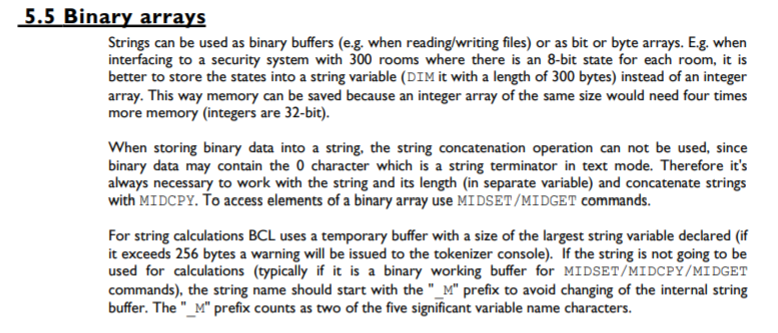 5.5 Binary arrays
Strings can be used as binary buffers (e.g. when reading/writing files) or as bit or byte arrays. E.g. when
interfacing to a security system with 300 rooms where there is an 8-bit state for each room, it is
better to store the states into a string variable (DIM it with a length of 300 bytes) instead of an integer
array. This way memory can be saved because an integer array of the same size would need four times
more memory (integers are 32-bit).
When storing binary data into a string, the string concatenation operation can not be used, since
binary data may contain the 0 character which is a string terminator in text mode. Therefore it's
always necessary to work with the string and its length (in separate variable) and concatenate strings
with MIDCPY. To access elements of a binary array use MIDSET/MIDGET commands.
For string calculations BCL uses a temporary buffer with a size of the largest string variable declared (if
it exceeds 256 bytes a warning will be issued to the tokenizer console). If the string is not going to be
used for calculations (typically if it is a binary working buffer for MIDSET/MIDCPY/MIDGET
commands), the string name should start with the "_M" prefix to avoid changing of the internal string
buffer. The "_M" prefix counts as two of the five significant variable name characters.